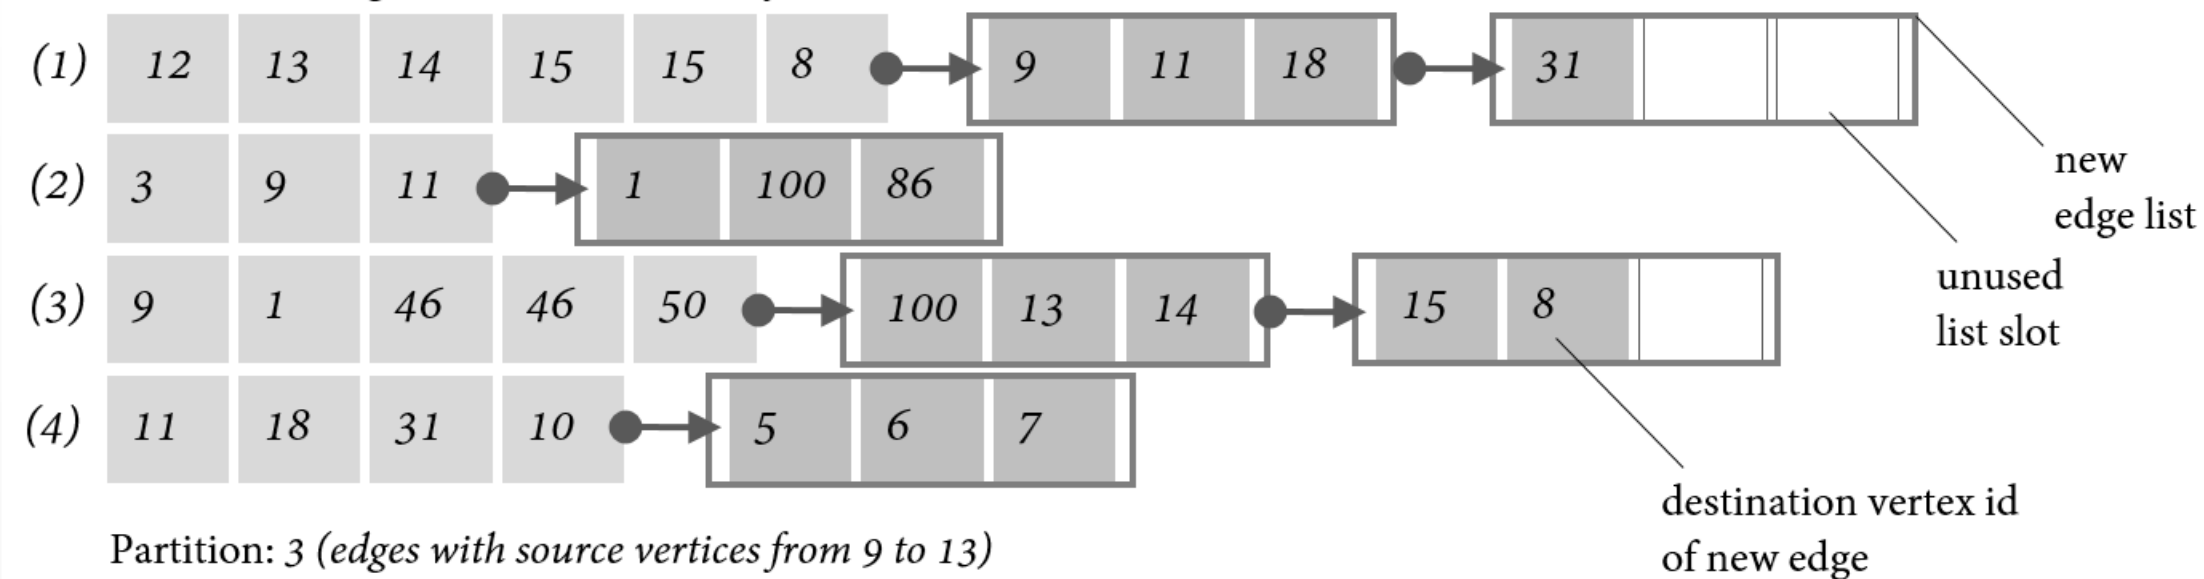 (1) 12 13 14 15 15 8 9 11 18 31
new
edge list
(2) 3 9 11 1 100 86
unused
list slot
(3) 9 1 46 46 50 100 13 14 15 8
(4) 11 18 31 10 5 6 7
destination vertex id
of new edge
Partition: 3 (edges with source vertices from 9 to 13)